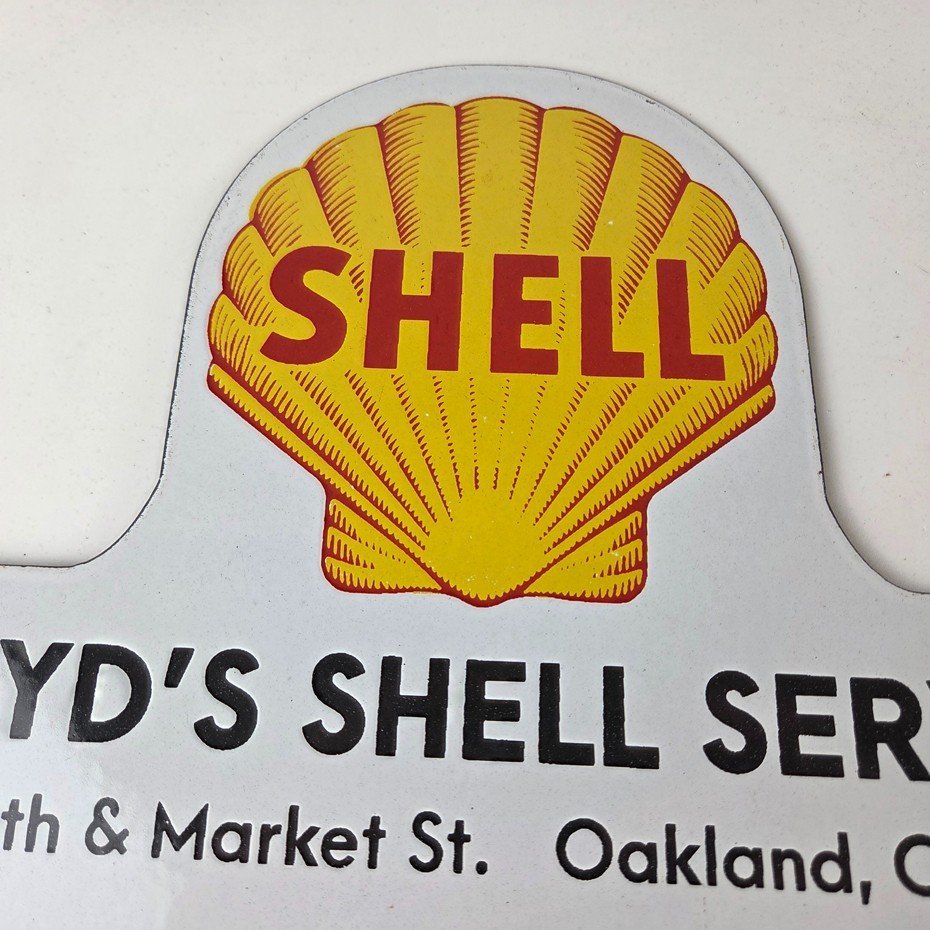 SHELL
YD'S SHELL SER
th & Market St. Oakland, C